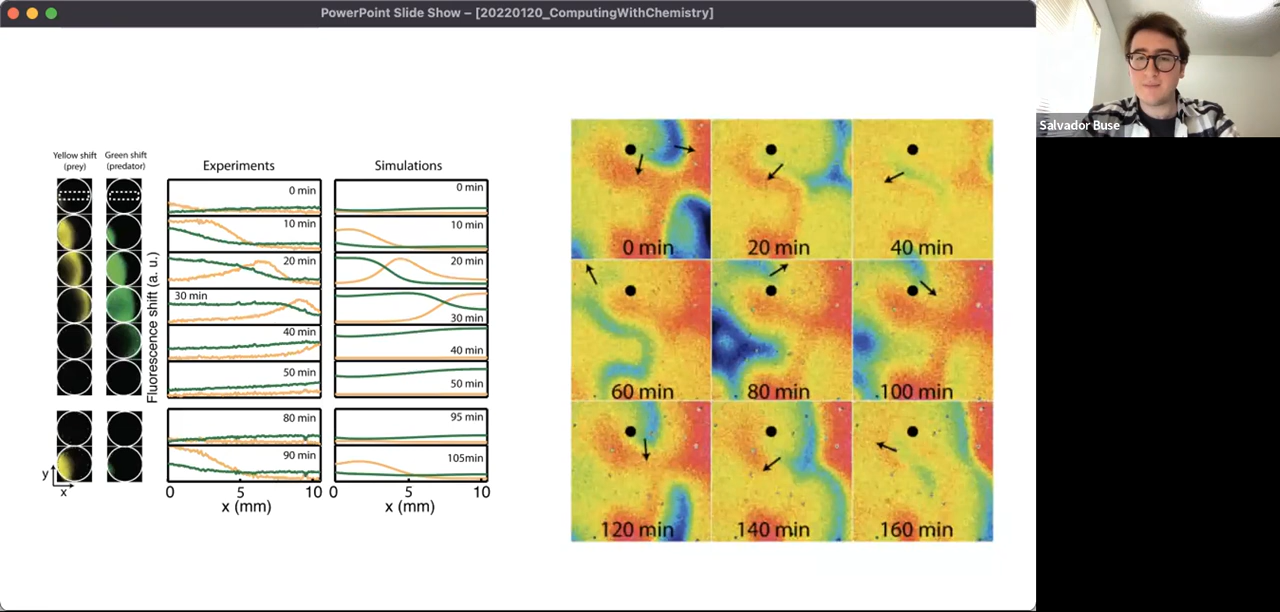 PowerPoint Slide Show – [20220120_ComputingWithChemistry]
Salvador Buse
Yellow shift
(prey)
Green shift
(predator)
Experiments
Simulations
Fluorescence shift (a. u.)
0 min
10 min
20 min
30 min
40 min
50 min
80 min
90 min
0 min
10 min
20 min
30 min
40 min
50 min
95 min
105min
y
x
0
5
10
x (mm)
0
5
10
x (mm)
0 min
20 min
40 min
60 min
80 min
100 min
120 min
140 min
160 min